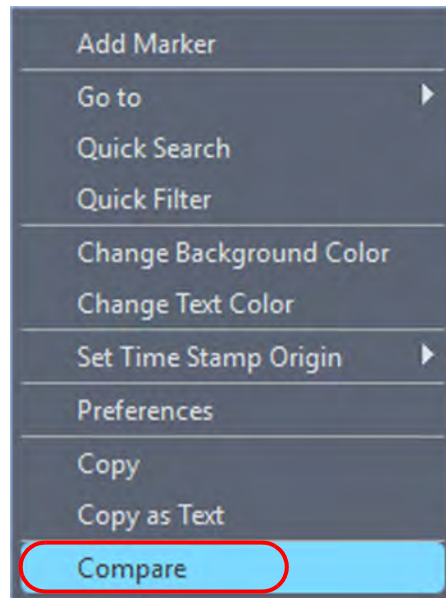 Add Marker
Go to
Quick Search
Quick Filter
Change Background Color
Change Text Color
Set Time Stamp Origin
Preferences
Copy
Copy as Text
Compare